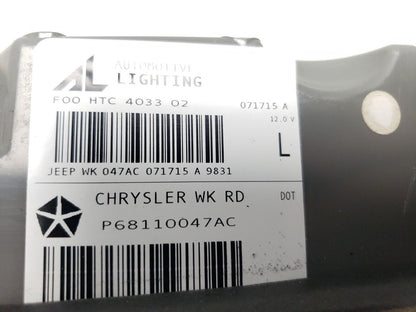 AL AUTOMOTIVE
LIGHTING
F00 HTC 4033 02 071715 A
12.0 V
L
JEEP WK 047AC 071715 A 9831
CHRYSLER WK RD DOT
P68110047AC